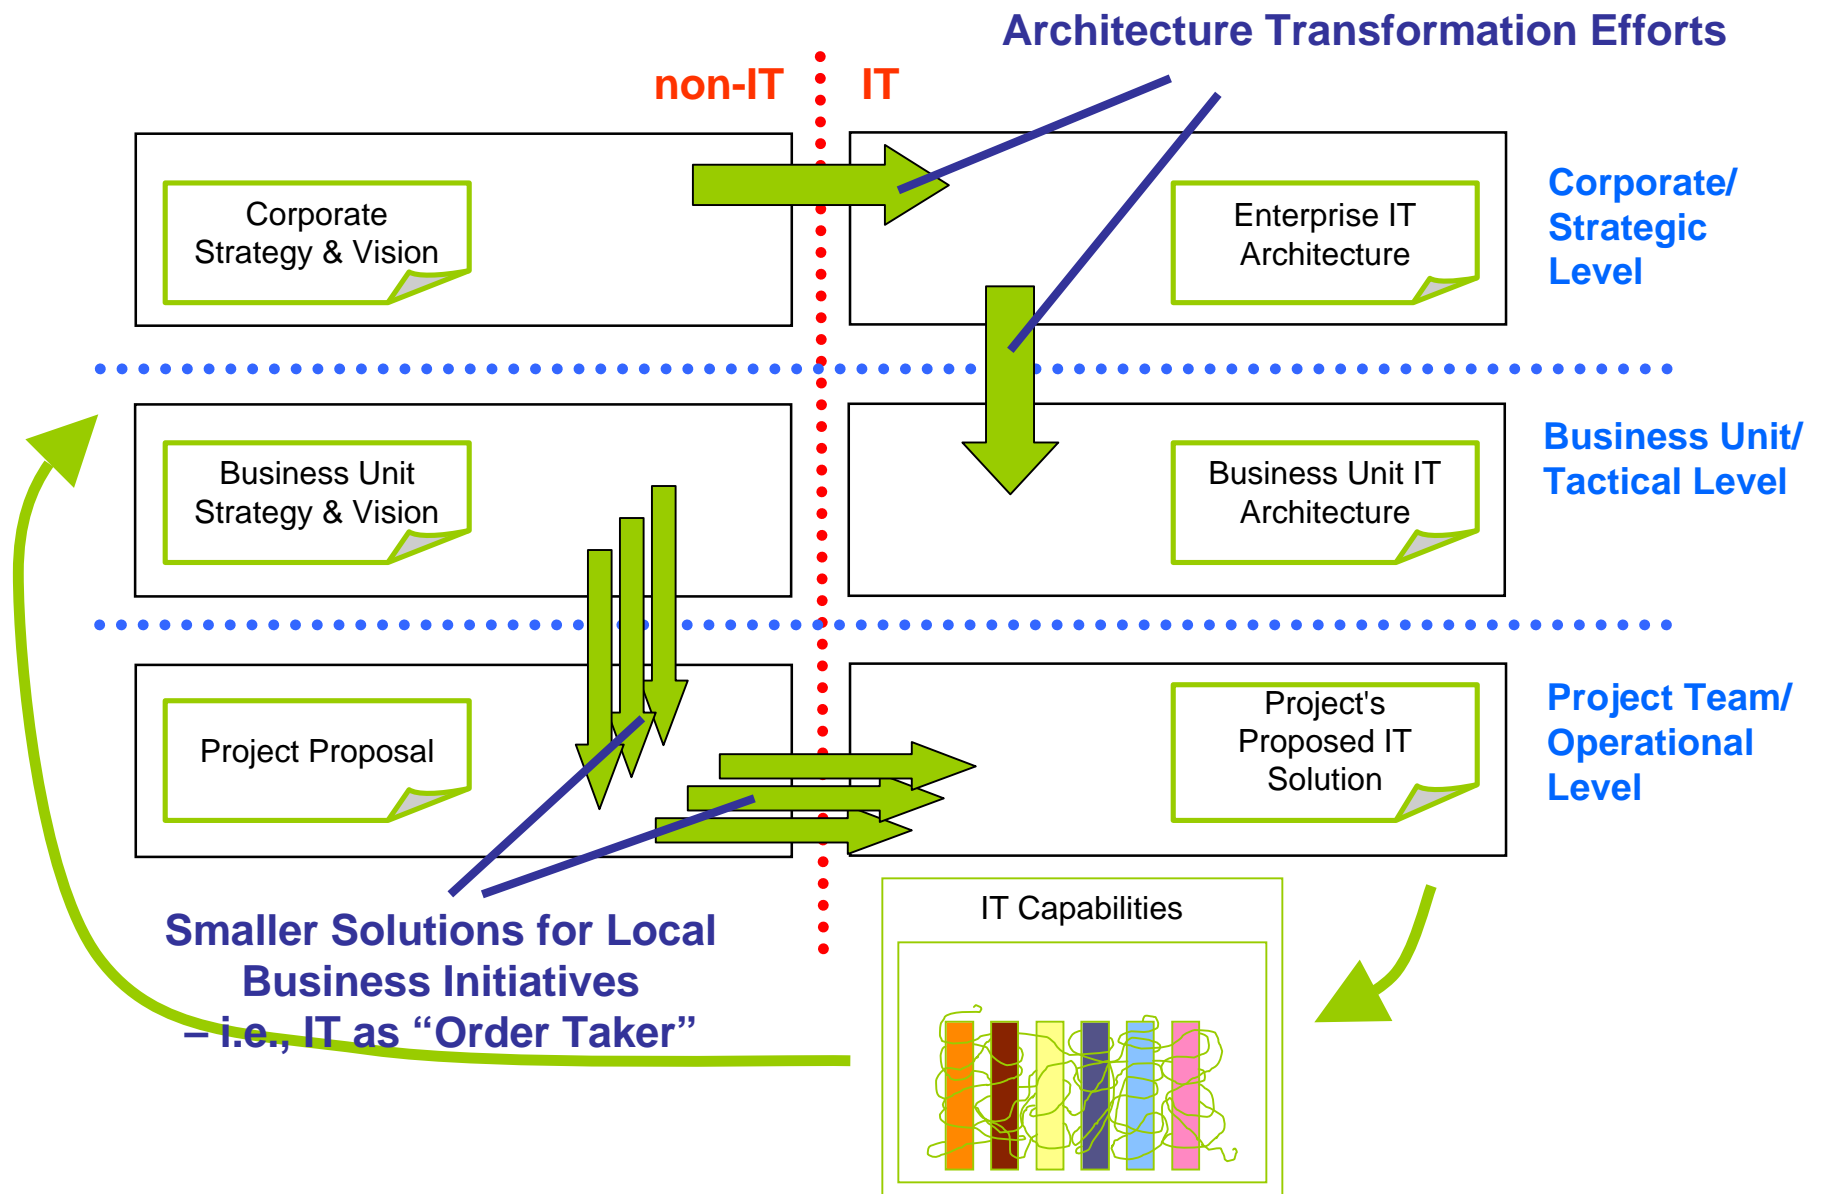 Architecture Transformation Efforts
non-IT
IT
Corporate
Strategy & Vision
Enterprise IT
Architecture
Corporate/
Strategic
Level
Business Unit
Strategy & Vision
Business Unit IT
Architecture
Business Unit/
Tactical Level
Project Proposal
Project's
Proposed IT
Solution
Project Team/
Operational
Level
Smaller Solutions for Local
Business Initiatives
– i.e., IT as “Order Taker”
IT Capabilities